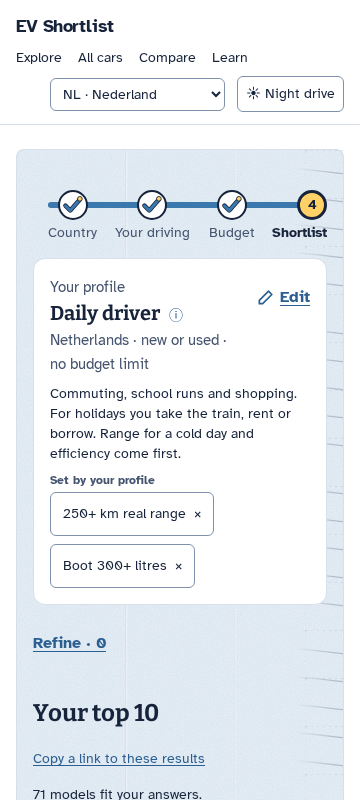 EV Shortlist
Explore All cars Compare Learn
NL · Nederland
☀ Night drive
4
Country Your driving Budget Shortlist
Your profile
Daily driver ⓘ
Edit
Netherlands · new or used ·
no budget limit
Commuting, school runs and shopping.
For holidays you take the train, rent or
borrow. Range for a cold day and
efficiency come first.
Set by your profile
250+ km real range ×
Boot 300+ litres ×
Refine · 0
Your top 10
Copy a link to these results
71 models fit your answers.